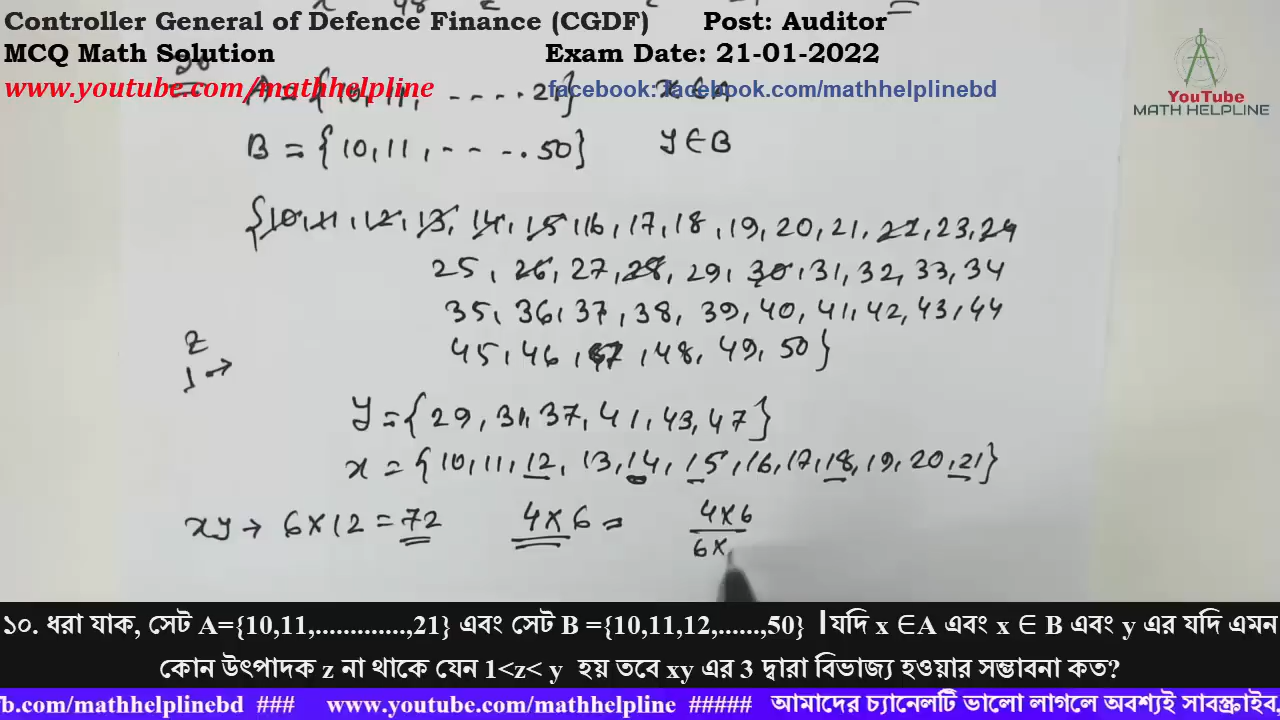 Controller General of Defence Finance (CGDF) Post: Auditor
MCQ Math Solution Exam Date: 21-01-2022
www.youtube.com/mathhelpline facebook: facebook.com/mathhelplinebd
YouTube
MATH HELPLINE
A = {10, 11, ..... 21} x ∈ A
B = {10, 11, ..... 50} y ∈ B
{10, 11, 12, 13, 14, 15, 16, 17, 18, 19, 20, 21, 22, 23, 24
25, 26, 27, 28, 29, 30, 31, 32, 33, 34
35, 36, 37, 38, 39, 40, 41, 42, 43, 44
45, 46, 47, 48, 49, 50}
Z
y = {29, 31, 37, 41, 43, 47}
x = {10, 11, 12, 13, 14, 15, 16, 17, 18, 19, 20, 21}
xy → 6 × 12 = 72 4 × 6 = 4 × 6
6 ×
১০. ধরা যাক, সেট A={10,11,..............,21} এবং সেট B ={10,11,12,......,50} ।যদি x ∈A এবং x ∈ B এবং y এর যদি এমন
কোন উৎপাদক z না থাকে যেন 1<z< y হয় তবে xy এর 3 দ্বারা বিভাজ্য হওয়ার সম্ভাবনা কত?
fb.com/mathhelplinebd ### www.youtube.com/mathhelpline ##### আমাদের চ্যানেলটি ভালো লাগলে অবশ্যই সাবস্ক্রাইব